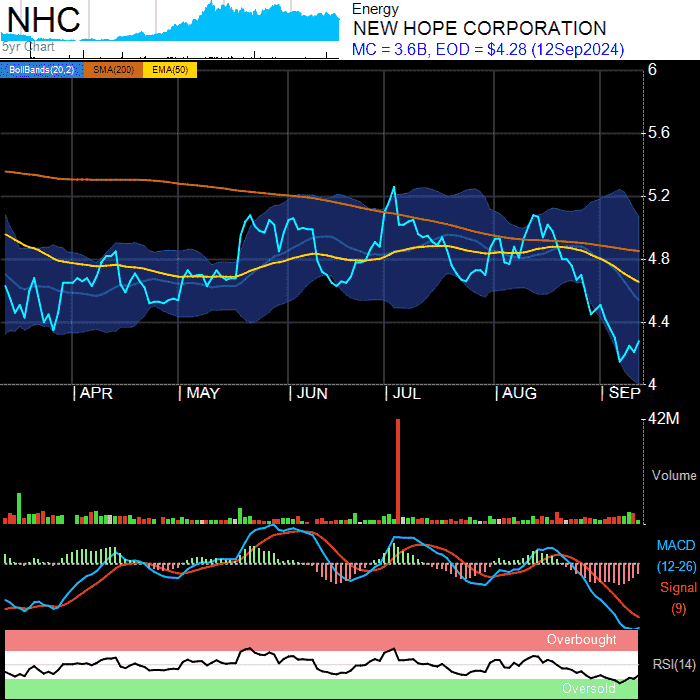 NHC
5yr Chart
Energy
NEW HOPE CORPORATION
MC = 3.6B, EOD = $4.28 (12Sep2024)
BollBands(20,2) SMA(200) EMA(50)
6
5.6
5.2
4.8
4.4
4
APR MAY JUN JUL AUG SEP
42M
Volume
MACD
(12-26)
Signal
(9)
Overbought
RSI(14)
Oversold